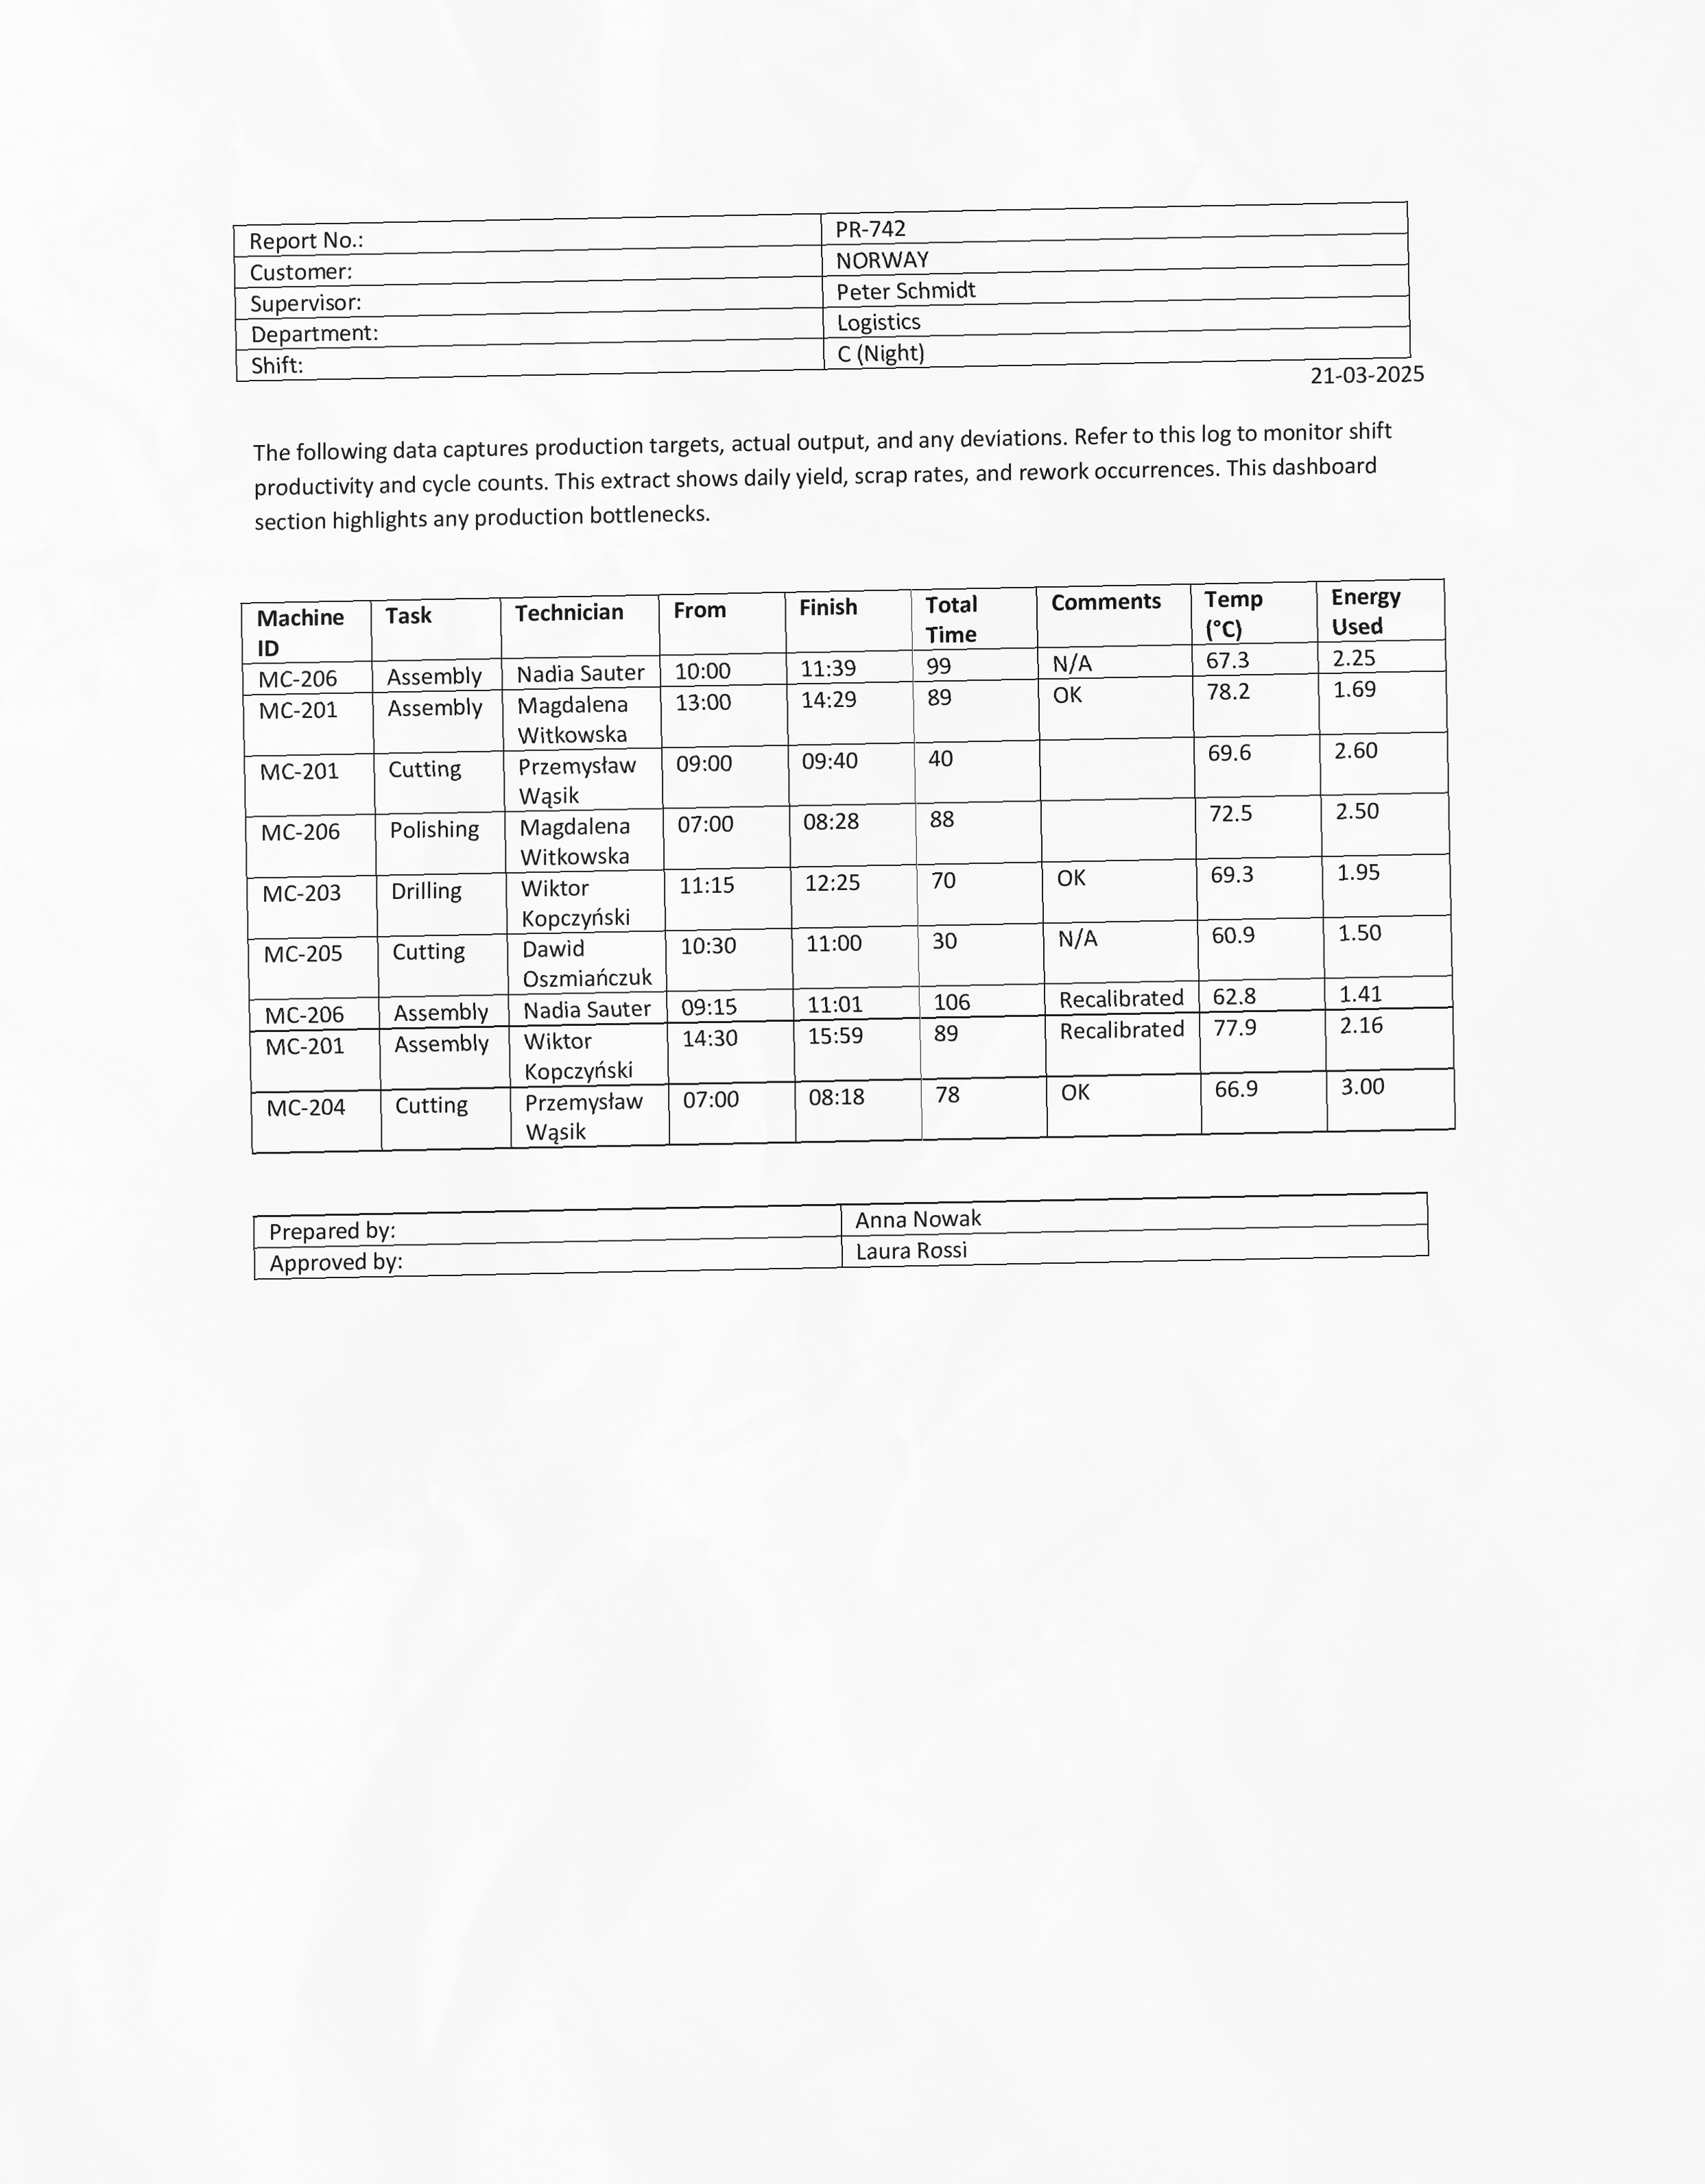 Report No.: PR-742
Customer: NORWAY
Supervisor: Peter Schmidt
Department: Logistics
Shift: C (Night)
21-03-2025
The following data captures production targets, actual output, and any deviations. Refer to this log to monitor shift
productivity and cycle counts. This extract shows daily yield, scrap rates, and rework occurrences. This dashboard
section highlights any production bottlenecks.
Machine ID Task Technician From Finish Total Time Comments Temp (°C) Energy Used
MC-206 Assembly Nadia Sauter 10:00 11:39 99 N/A 67.3 2.25
MC-201 Assembly Magdalena Witkowska 13:00 14:29 89 OK 78.2 1.69
MC-201 Cutting Przemysław Wąsik 09:00 09:40 40 69.6 2.60
MC-206 Polishing Magdalena Witkowska 07:00 08:28 88 72.5 2.50
MC-203 Drilling Wiktor Kopczyński 11:15 12:25 70 OK 69.3 1.95
MC-205 Cutting Dawid Oszmiańczuk 10:30 11:00 30 N/A 60.9 1.50
MC-206 Assembly Nadia Sauter 09:15 11:01 106 Recalibrated 62.8 1.41
MC-201 Assembly Wiktor Kopczyński 14:30 15:59 89 Recalibrated 77.9 2.16
MC-204 Cutting Przemysław Wąsik 07:00 08:18 78 OK 66.9 3.00
Prepared by: Anna Nowak
Approved by: Laura Rossi